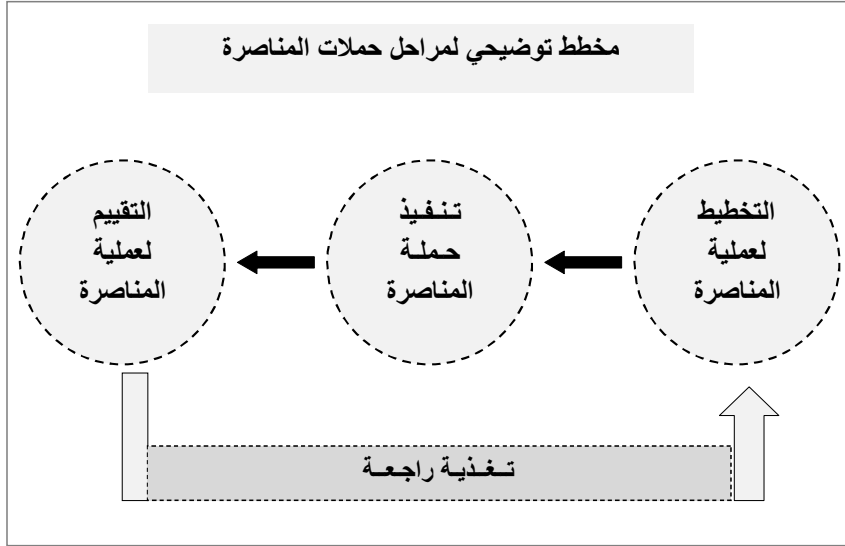 مخطط توضيحي لمراحل حملات المناصرة
التخطيط
لعملية
المناصرة
تنفيذ
حملة
المناصرة
التقييم
لعملية
المناصرة
تغذية راجعة